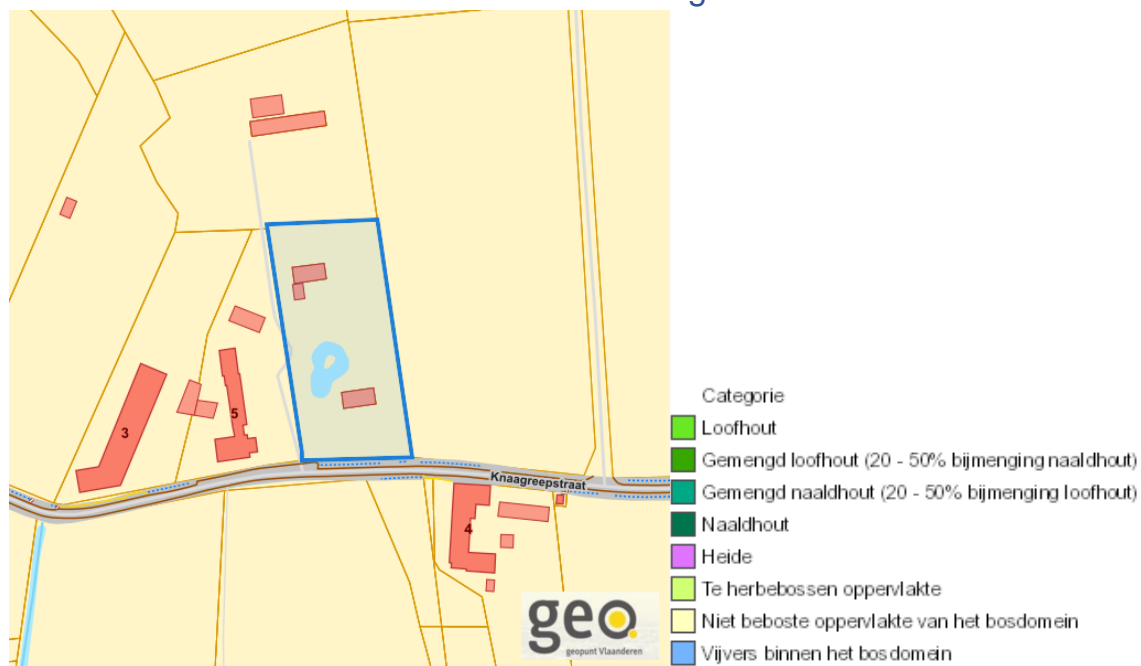 3
5
Knaagreepstraat
4
geo.
geopunt Vlaanderen
Categorie
Loofhout
Gemengd loofhout (20 - 50% bijmenging naaldhout)
Gemengd naaldhout (20 - 50% bijmenging loofhout)
Naaldhout
Heide
Te herbebossen oppervlakte
Niet beboste oppervlakte van het bosdomein
Vijvers binnen het bosdomein